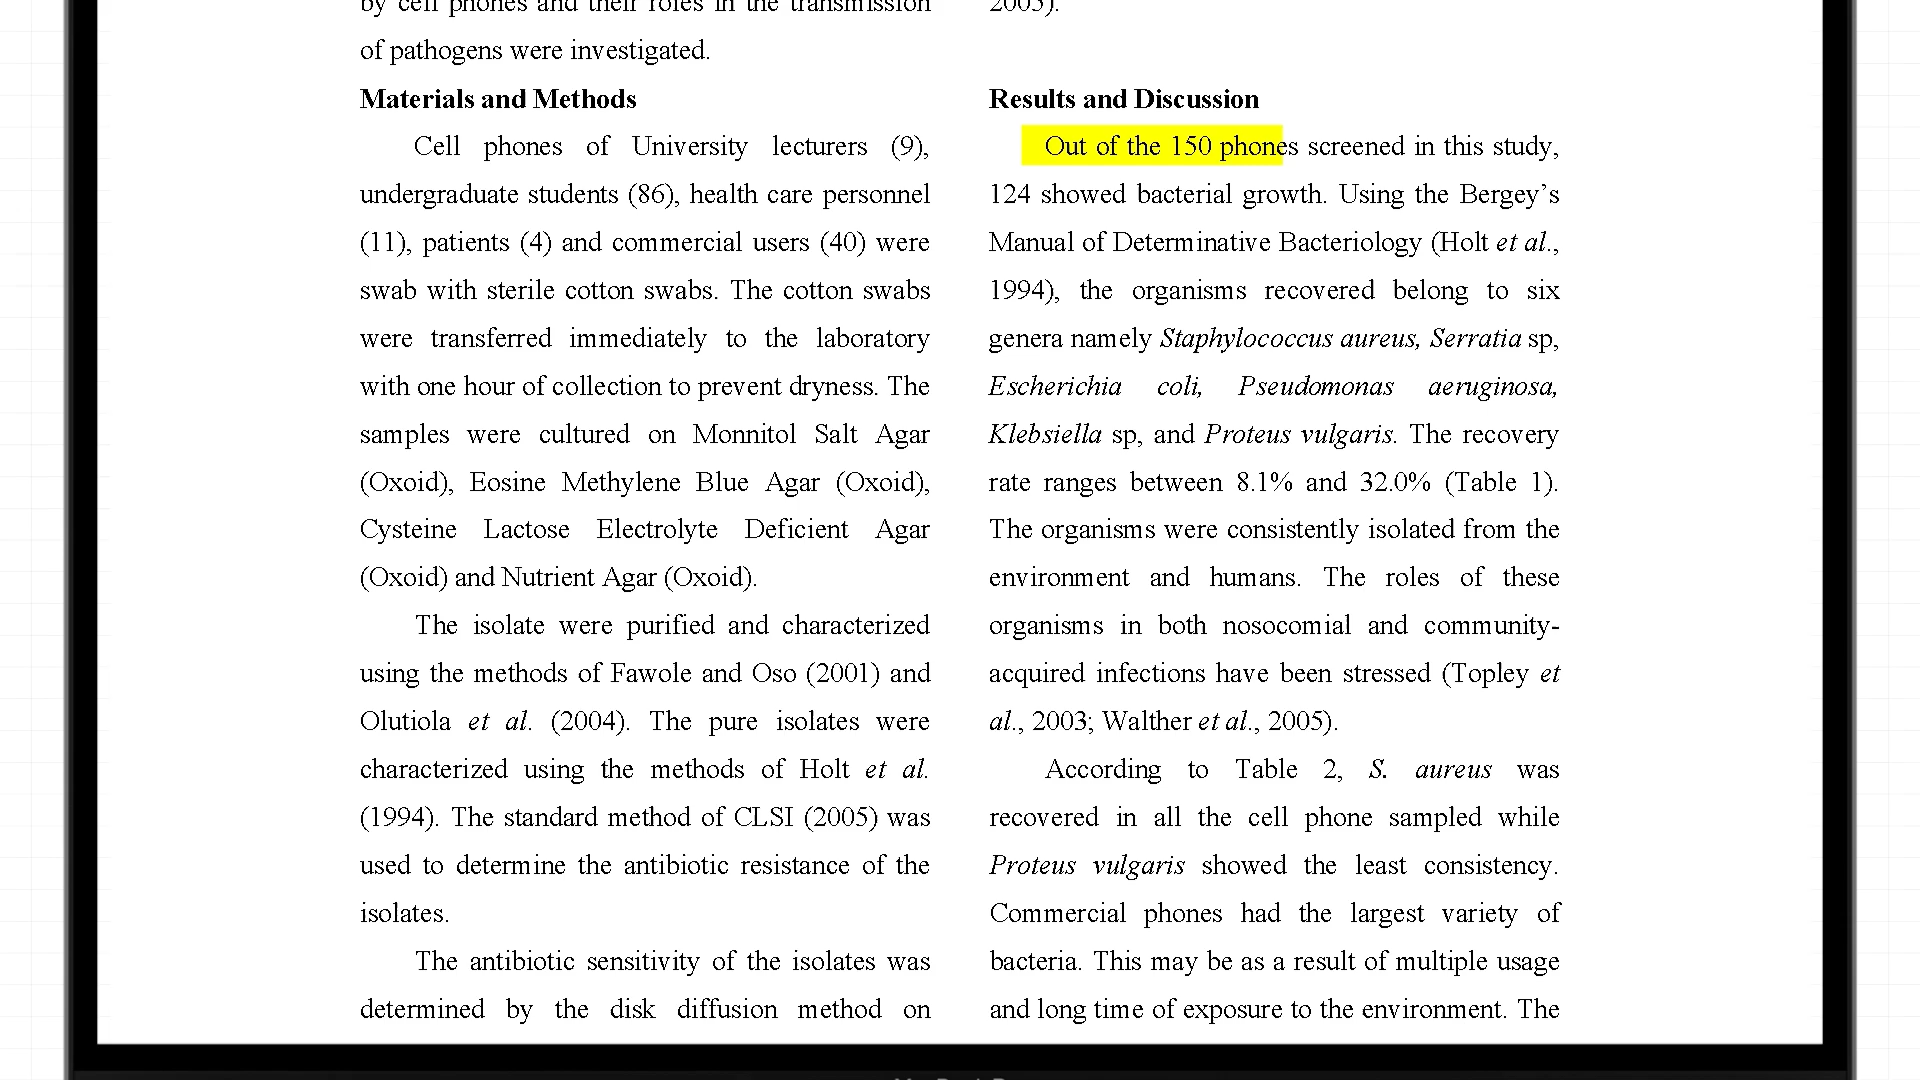 by cell phones and their roles in the transmission
of pathogens were investigated.
Materials and Methods
Cell phones of University lecturers (9),
undergraduate students (86), health care personnel
(11), patients (4) and commercial users (40) were
swab with sterile cotton swabs. The cotton swabs
were transferred immediately to the laboratory
with one hour of collection to prevent dryness. The
samples were cultured on Monnitol Salt Agar
(Oxoid), Eosine Methylene Blue Agar (Oxoid),
Cysteine Lactose Electrolyte Deficient Agar
(Oxoid) and Nutrient Agar (Oxoid).
The isolate were purified and characterized
using the methods of Fawole and Oso (2001) and
Olutiola et al. (2004). The pure isolates were
characterized using the methods of Holt et al.
(1994). The standard method of CLSI (2005) was
used to determine the antibiotic resistance of the
isolates.
The antibiotic sensitivity of the isolates was
determined by the disk diffusion method on
2005).
Results and Discussion
Out of the 150 phones screened in this study,
124 showed bacterial growth. Using the Bergey’s
Manual of Determinative Bacteriology (Holt et al.,
1994), the organisms recovered belong to six
genera namely Staphylococcus aureus, Serratia sp,
Escherichia coli, Pseudomonas aeruginosa,
Klebsiella sp, and Proteus vulgaris. The recovery
rate ranges between 8.1% and 32.0% (Table 1).
The organisms were consistently isolated from the
environment and humans. The roles of these
organisms in both nosocomial and community-
acquired infections have been stressed (Topley et
al., 2003; Walther et al., 2005).
According to Table 2, S. aureus was
recovered in all the cell phone sampled while
Proteus vulgaris showed the least consistency.
Commercial phones had the largest variety of
bacteria. This may be as a result of multiple usage
and long time of exposure to the environment. The